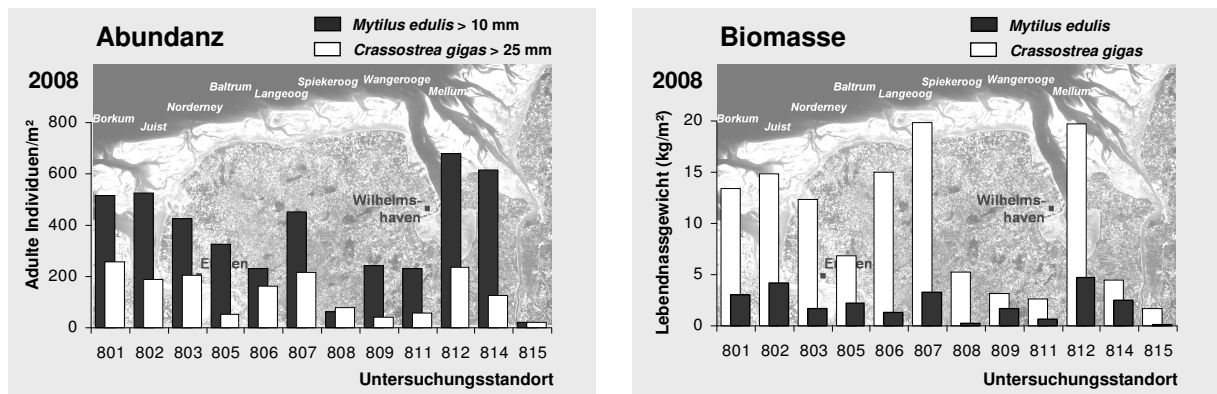 Abundanz
Mytilus edulis > 10 mm
Crassostrea gigas > 25 mm
2008
Borkum
Juist
Norderney
Baltrum
Langeoog
Spiekeroog
Wangerooge
Mellum
Wilhelms-
haven
Adulte Individuen/m²
800
600
400
200
0
801 802 803 805 806 807 808 809 811 812 814 815
Untersuchungsstandort
Biomasse
Mytilus edulis
Crassostrea gigas
2008
Borkum
Juist
Norderney
Baltrum
Langeoog
Spiekeroog
Wangerooge
Mellum
Wilhelms-
haven
Lebendnassgewicht (kg/m²)
20
15
10
5
0
801 802 803 805 806 807 808 809 811 812 814 815
Untersuchungsstandort